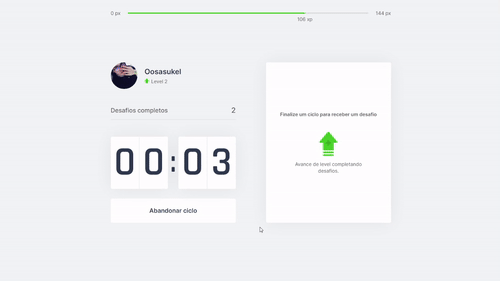 0 px
144 px
106 xp
Oosasukel
Level 2
Desafios completos 2
00:03
Abandonar ciclo
Finalize um ciclo para receber um desafio
Avance de level completando
desafios.